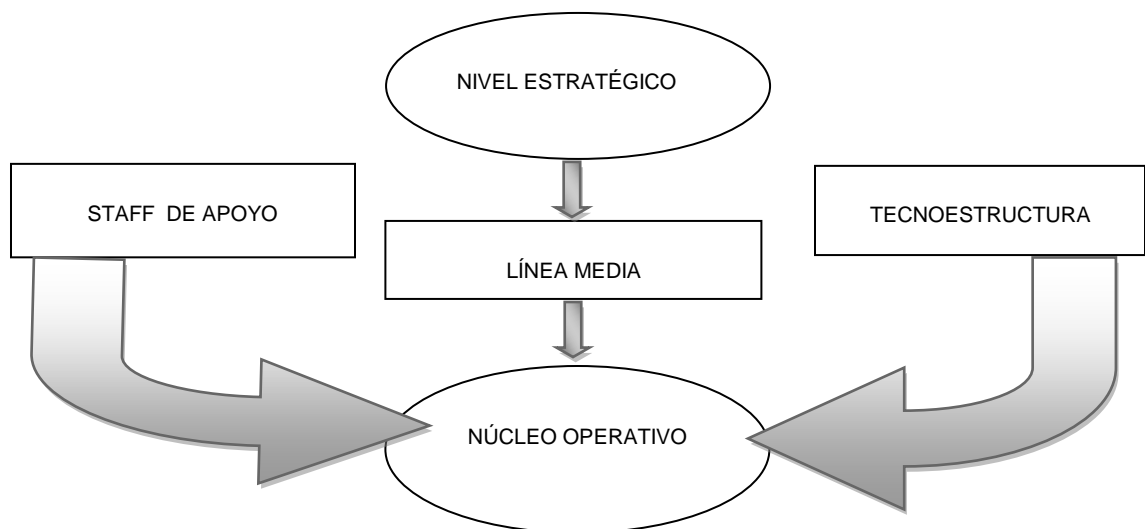 NIVEL ESTRATÉGICO
STAFF DE APOYO
TECNOESTRUCTURA
LÍNEA MEDIA
NÚCLEO OPERATIVO